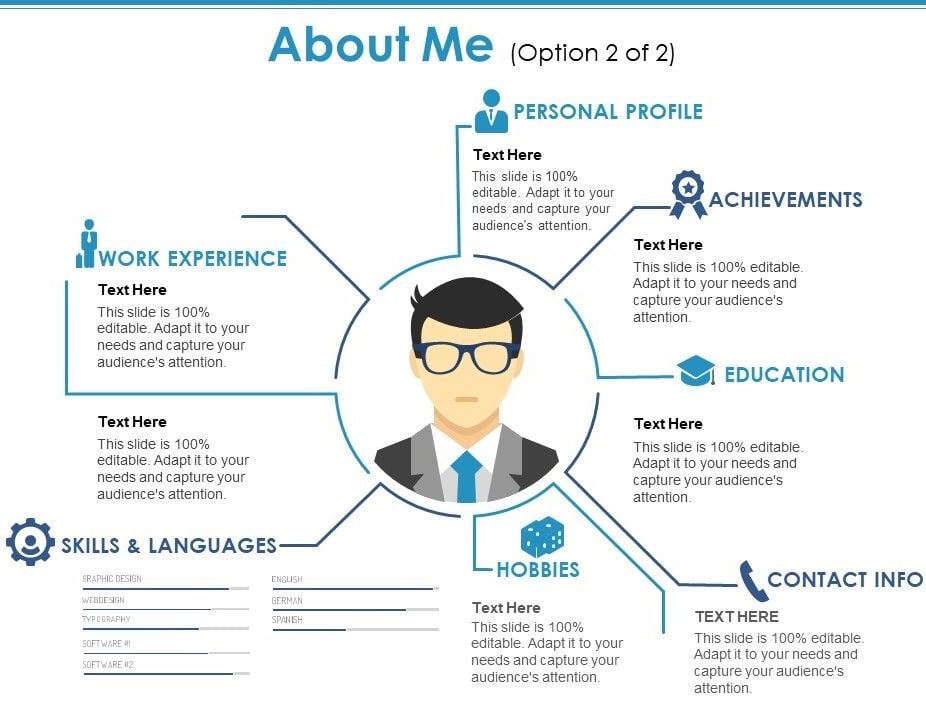 About Me (Option 2 of 2)
PERSONAL PROFILE
Text Here
This slide is 100%
editable. Adapt it to your
needs and capture your
audience's attention.
ACHIEVEMENTS
Text Here
This slide is 100% editable.
Adapt it to your needs and
capture your audience's
attention.
WORK EXPERIENCE
Text Here
This slide is 100%
editable. Adapt it to your
needs and capture your
audience's attention.
Text Here
This slide is 100%
editable. Adapt it to your
needs and capture your
audience's attention.
EDUCATION
Text Here
This slide is 100% editable.
Adapt it to your needs and
capture your audience's
attention.
SKILLS & LANGUAGES
GRAPHIC DESIGN
WEBDESIGN
TYPOGRAPHY
SOFTWARE #1
SOFTWARE #2
ENGLISH
GERMAN
SPANISH
HOBBIES
Text Here
This slide is 100%
editable. Adapt it to your
needs and capture your
audience's attention.
CONTACT INFO
TEXT HERE
This slide is 100% editable.
Adapt it to your needs and
capture your audience's
attention.